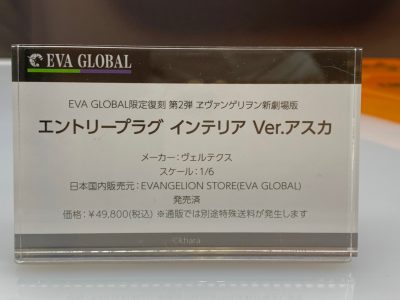 EVA GLOBAL
EVA GLOBAL限定復刻 第2弾 ヱヴァンゲリヲン新劇場版
エントリープラグ インテリア Ver.アスカ
メーカー:ヴェルテクス
スケール:1/6
日本国内販売元:EVANGELION STORE(EVA GLOBAL)
発売済
価格:¥49,800(税込) ※通販では別途特殊送料が発生します
©khara